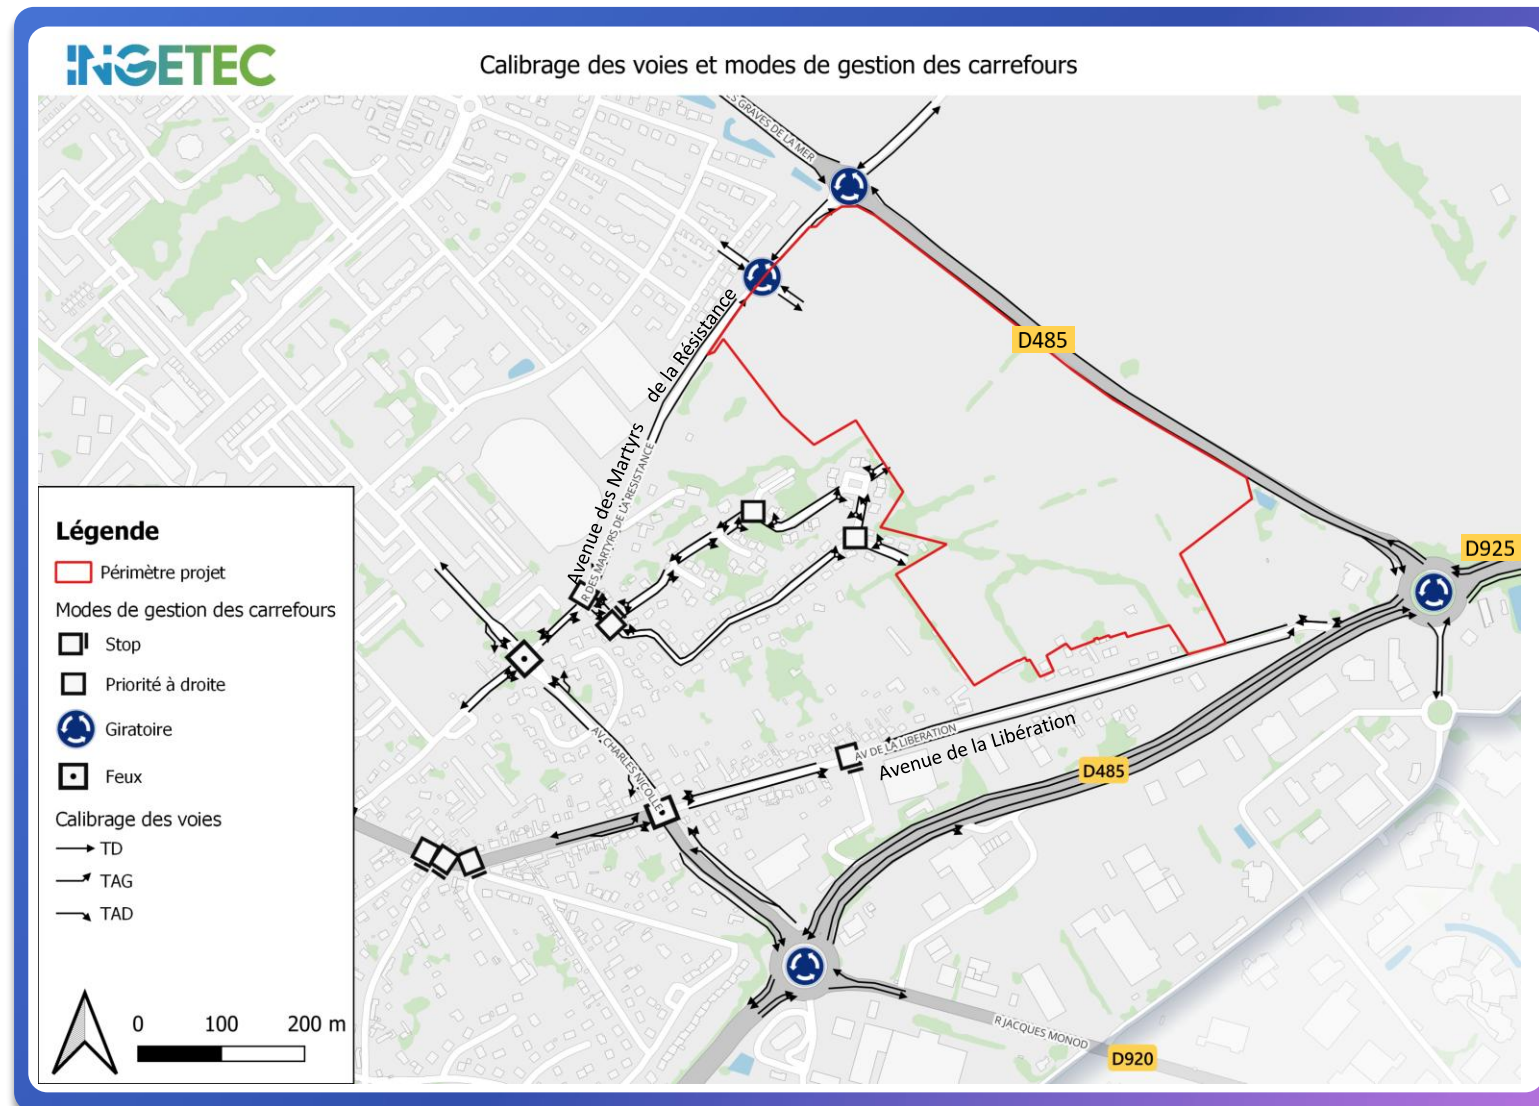 INGETEC
Calibrage des voies et modes de gestion des carrefours
ES GRAVES DE LA MER
D485
de la Résistance
Avenue des Martyrs
R DES MARTYRS DE LA RESISTANCE
D925
Légende
Périmètre projet
Modes de gestion des carrefours
Stop
Priorité à droite
Giratoire
Feux
Calibrage des voies
TD
TAG
TAD
0 100 200 m
AV CHARLES NICOLLE
AV DE LA LIBERATION
Avenue de la Libération
D485
R JACQUES MONOD
D920